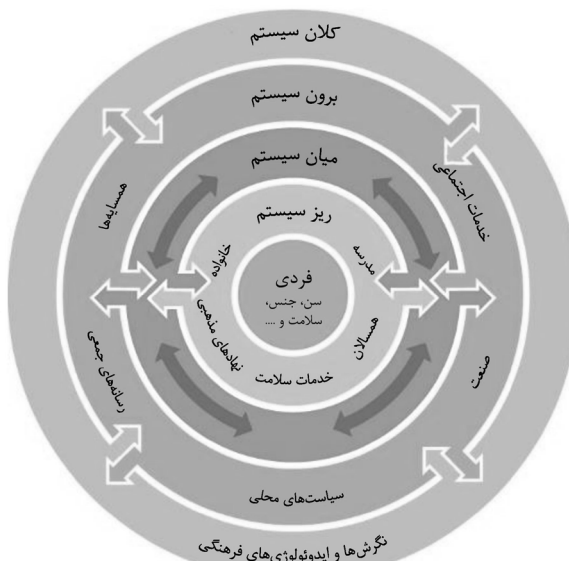 کلان سیستم
برون سیستم
میان سیستم
ریز سیستم
همسایه‌ها
خدمات اجتماعی
خانواده
مدرسه
فردی
سن، جنس،
سلامت و ....
نهادهای مذهبی
همسالان
خدمات سلامت
رسانه‌های جمعی
صنعت
سیاست‌های محلی
نگرش‌ها و ایدوئولوژی‌های فرهنگی